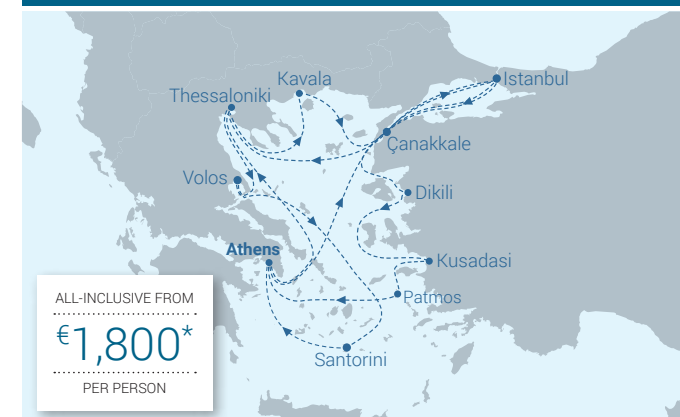 Kavala
Istanbul
Thessaloniki
Çanakkale
Volos
Dikili
Athens
Kusadasi
Patmos
Santorini
ALL-INCLUSIVE FROM
€1,800*
PER PERSON